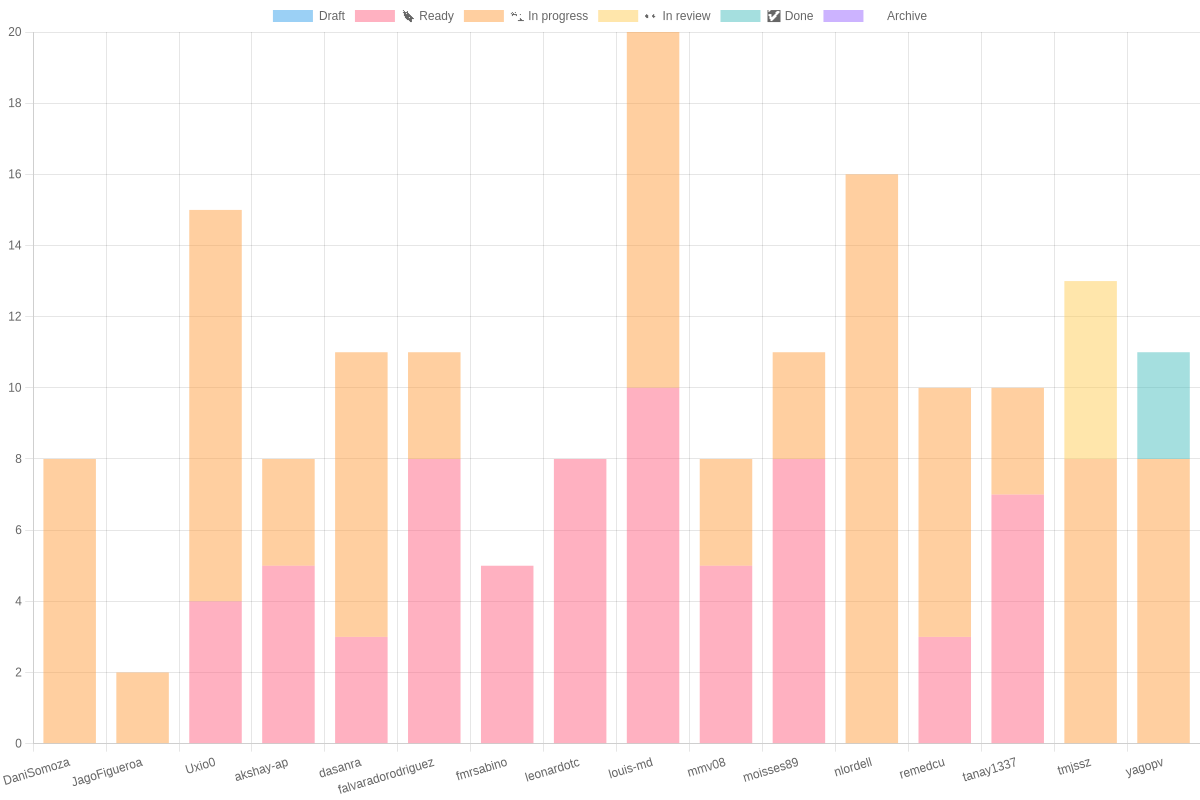 Draft 🔖 Ready 🏗 In progress 👀 In review ✅ Done Archive
20
18
16
14
12
10
8
6
4
2
0
DaniSomoza
JagoFigueroa
Uxio0
akshay-ap
dasanra
falvaradorodriguez
fmrsabino
leonardotc
louis-md
mmv08
moisses89
nlordell
remedcu
tanay1337
tmjssz
yagopv